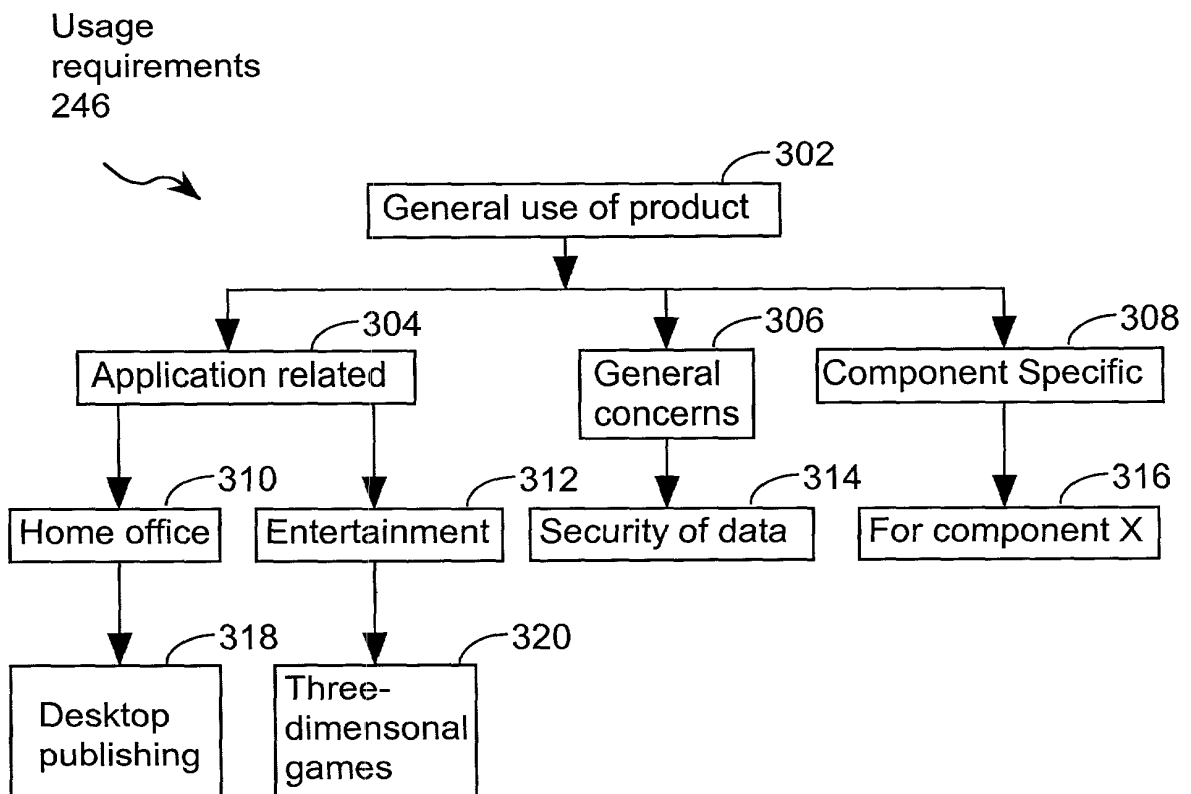 Usage
requirements
246
302
General use of product
304
306
308
Application related
General
concerns
Component Specific
310
312
314
316
Home office
Entertainment
Security of data
For component X
318
320
Desktop
publishing
Three-
dimensonal
games